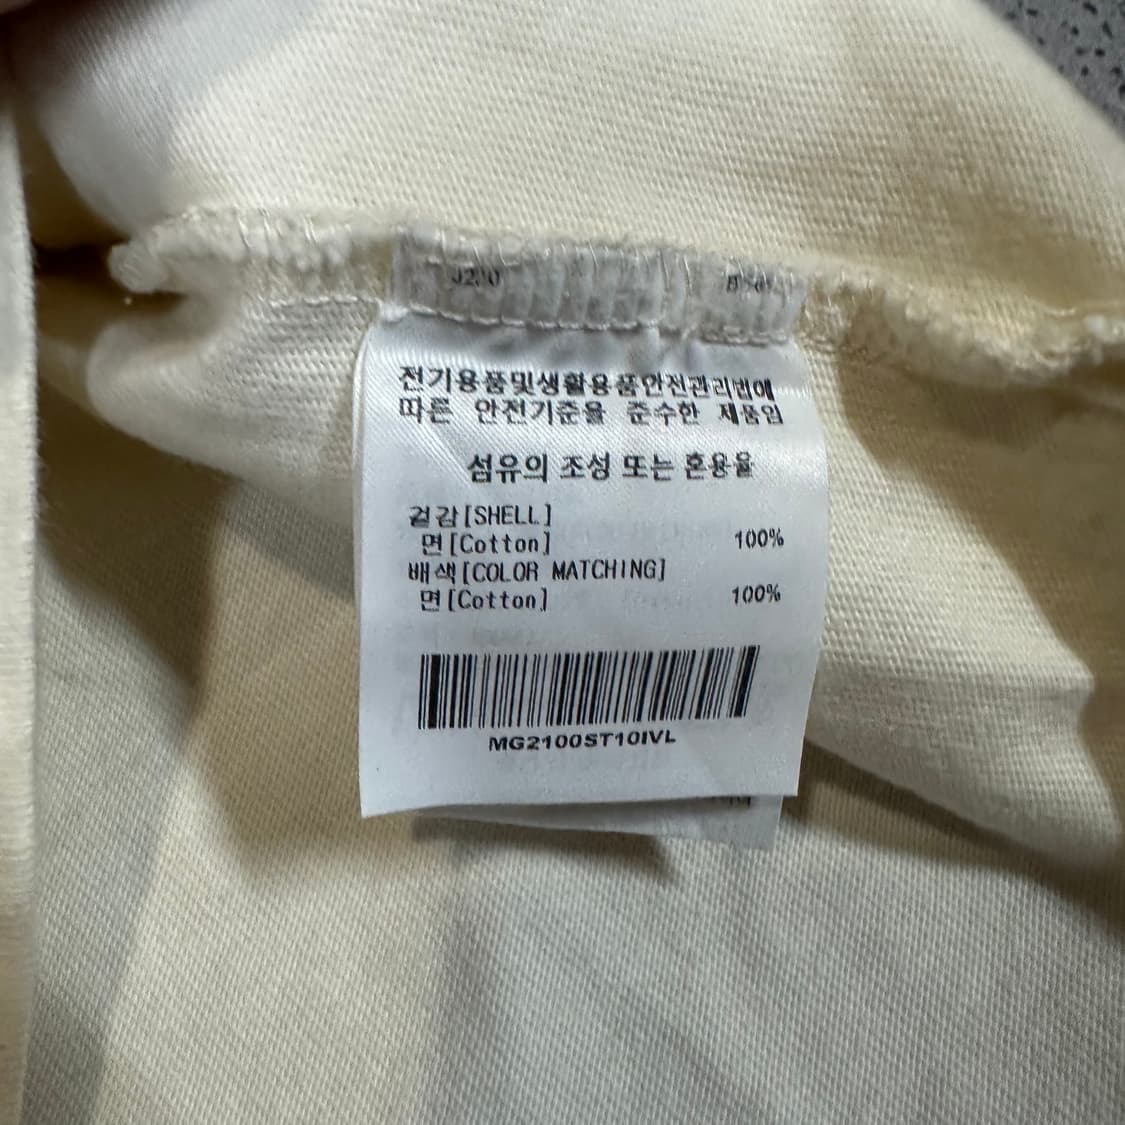 전기용품및생활용품안전관리법에
따른 안전기준을 준수한 제품임
섬유의 조성 또는 혼용율
겉감[SHELL]
면[Cotton] 100%
배색[COLOR MATCHING]
면[Cotton] 100%
MG2100ST10IVL